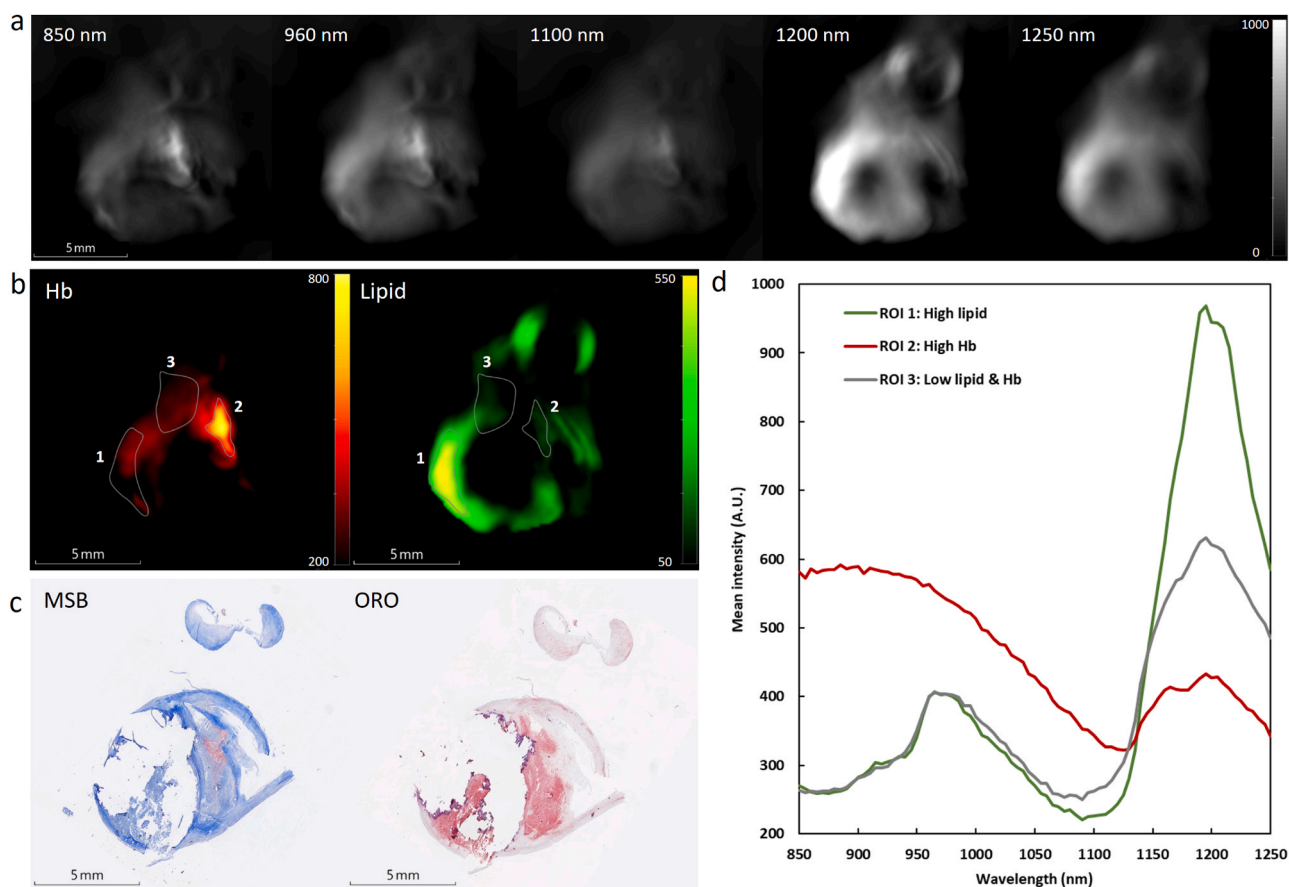 a
850 nm
960 nm
1100 nm
1200 nm
1250 nm
1000
0
5 mm
b
Hb
800
200
1
2
3
5 mm
Lipid
550
50
1
2
3
5 mm
c
MSB
5 mm
ORO
5 mm
d
1000
900
800
700
600
500
400
300
200
Mean intensity (A.U.)
ROI 1: High lipid
ROI 2: High Hb
ROI 3: Low lipid & Hb
850 900 950 1000 1050 1100 1150 1200 1250
Wavelength (nm)